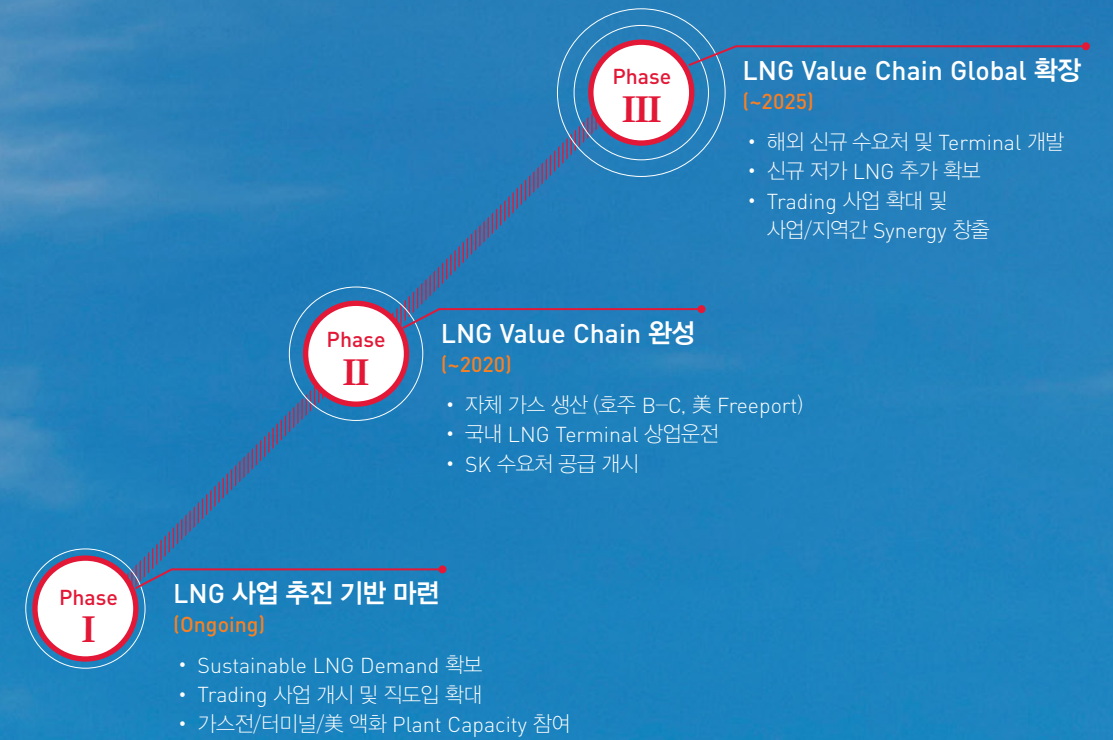 Phase
III
LNG Value Chain Global 확장
(~2025)
• 해외 신규 수요처 및 Terminal 개발
• 신규 저가 LNG 추가 확보
• Trading 사업 확대 및
사업/지역간 Synergy 창출
Phase
II
LNG Value Chain 완성
(~2020)
• 자체 가스 생산 (호주 B-C, 美 Freeport)
• 국내 LNG Terminal 상업운전
• SK 수요처 공급 개시
Phase
I
LNG 사업 추진 기반 마련
(Ongoing)
• Sustainable LNG Demand 확보
• Trading 사업 개시 및 직도입 확대
• 가스전/터미널/美 액화 Plant Capacity 참여